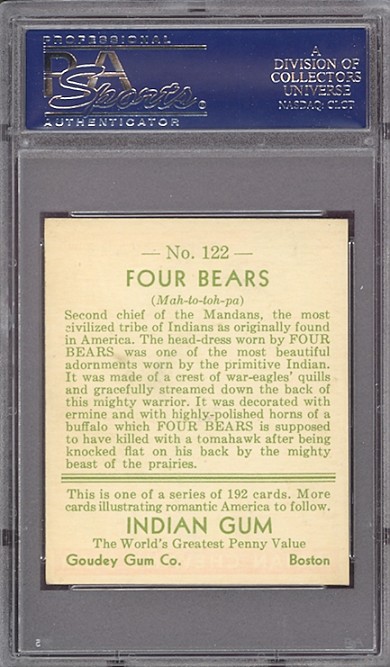 PROFESSIONAL
PSA
Sports
AUTHENTICATOR
A
DIVISION OF
COLLECTORS
UNIVERSE
NASDAQ: CLCT
— No. 122 —
FOUR BEARS
(Mah-to-toh-pa)
Second chief of the Mandans, the most
civilized tribe of Indians as originally found
in America. The head-dress worn by FOUR
BEARS was one of the most beautiful
adornments worn by the primitive Indian.
It was made of a crest of war-eagles' quills
and gracefully streamed down the back of
this mighty warrior. It was decorated with
ermine and with highly-polished horns of a
buffalo which FOUR BEARS is supposed
to have killed with a tomahawk after being
knocked flat on his back by the mighty
beast of the prairies.
This is one of a series of 192 cards. More
cards illustrating romantic America to follow.
INDIAN GUM
The World's Greatest Penny Value
Goudey Gum Co. Boston